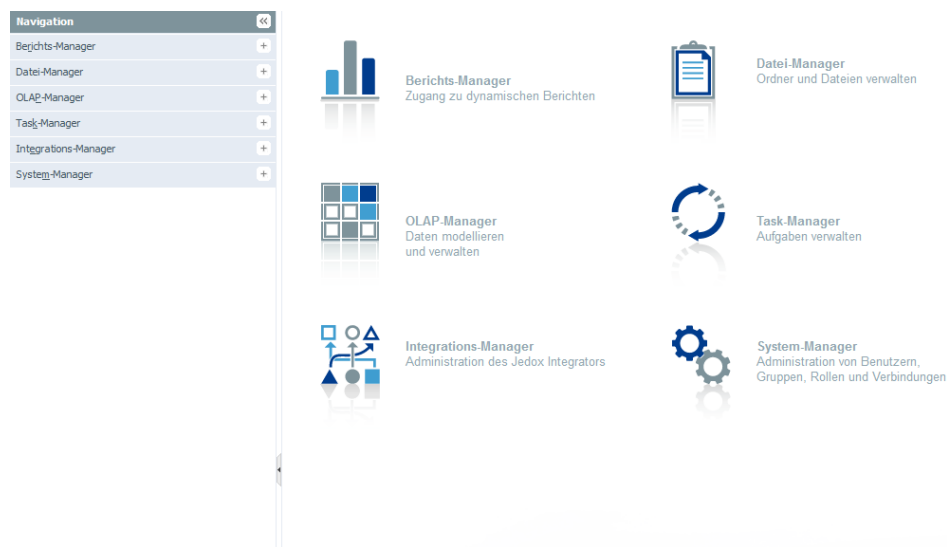 Navigation
Berichts-Manager
Datei-Manager
OLAP-Manager
Task-Manager
Integrations-Manager
System-Manager
Berichts-Manager
Zugang zu dynamischen Berichten
Datei-Manager
Ordner und Dateien verwalten
OLAP-Manager
Daten modellieren
und verwalten
Task-Manager
Aufgaben verwalten
Integrations-Manager
Administration des Jedox Integrators
System-Manager
Administration von Benutzern,
Gruppen, Rollen und Verbindungen